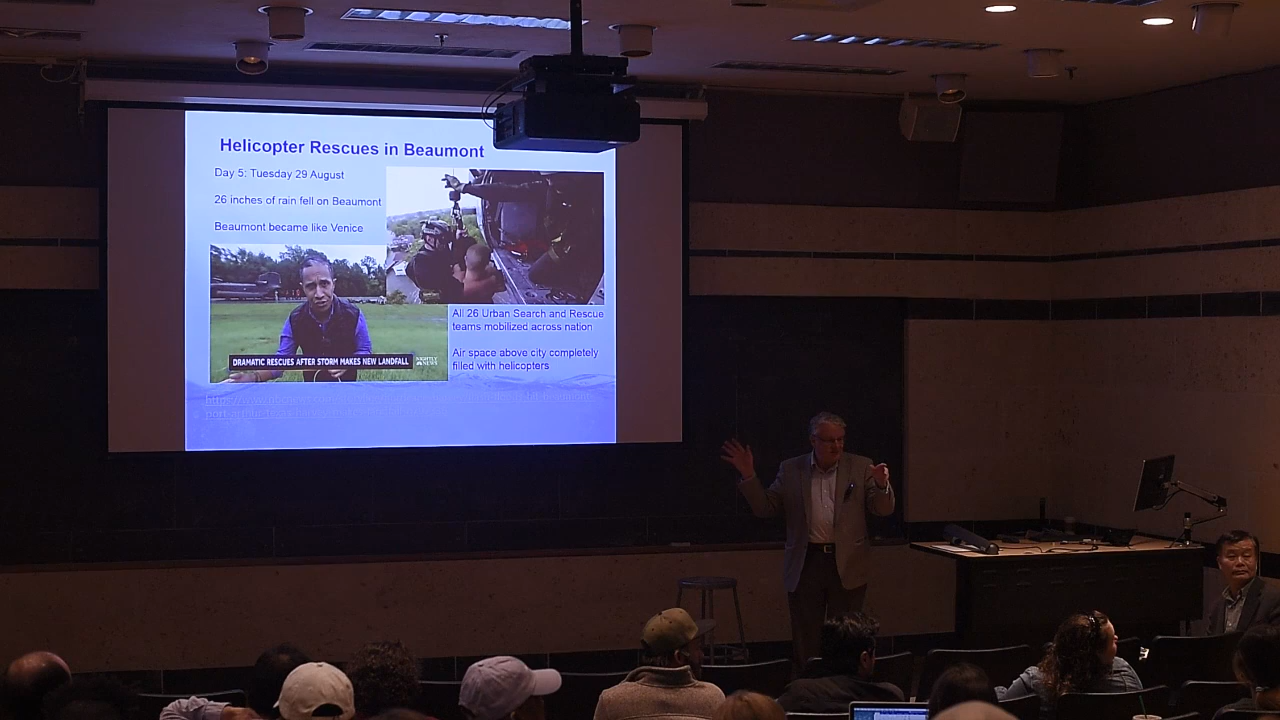 Helicopter Rescues in Beaumont
Day 5: Tuesday 29 August
26 inches of rain fell on Beaumont
Beaumont became like Venice
DRAMATIC RESCUES AFTER STORM MAKES NEW LANDFALL
NIGHTLY
NEWS
All 26 Urban Search and Rescue
teams mobilized across nation
Air space above city completely
filled with helicopters